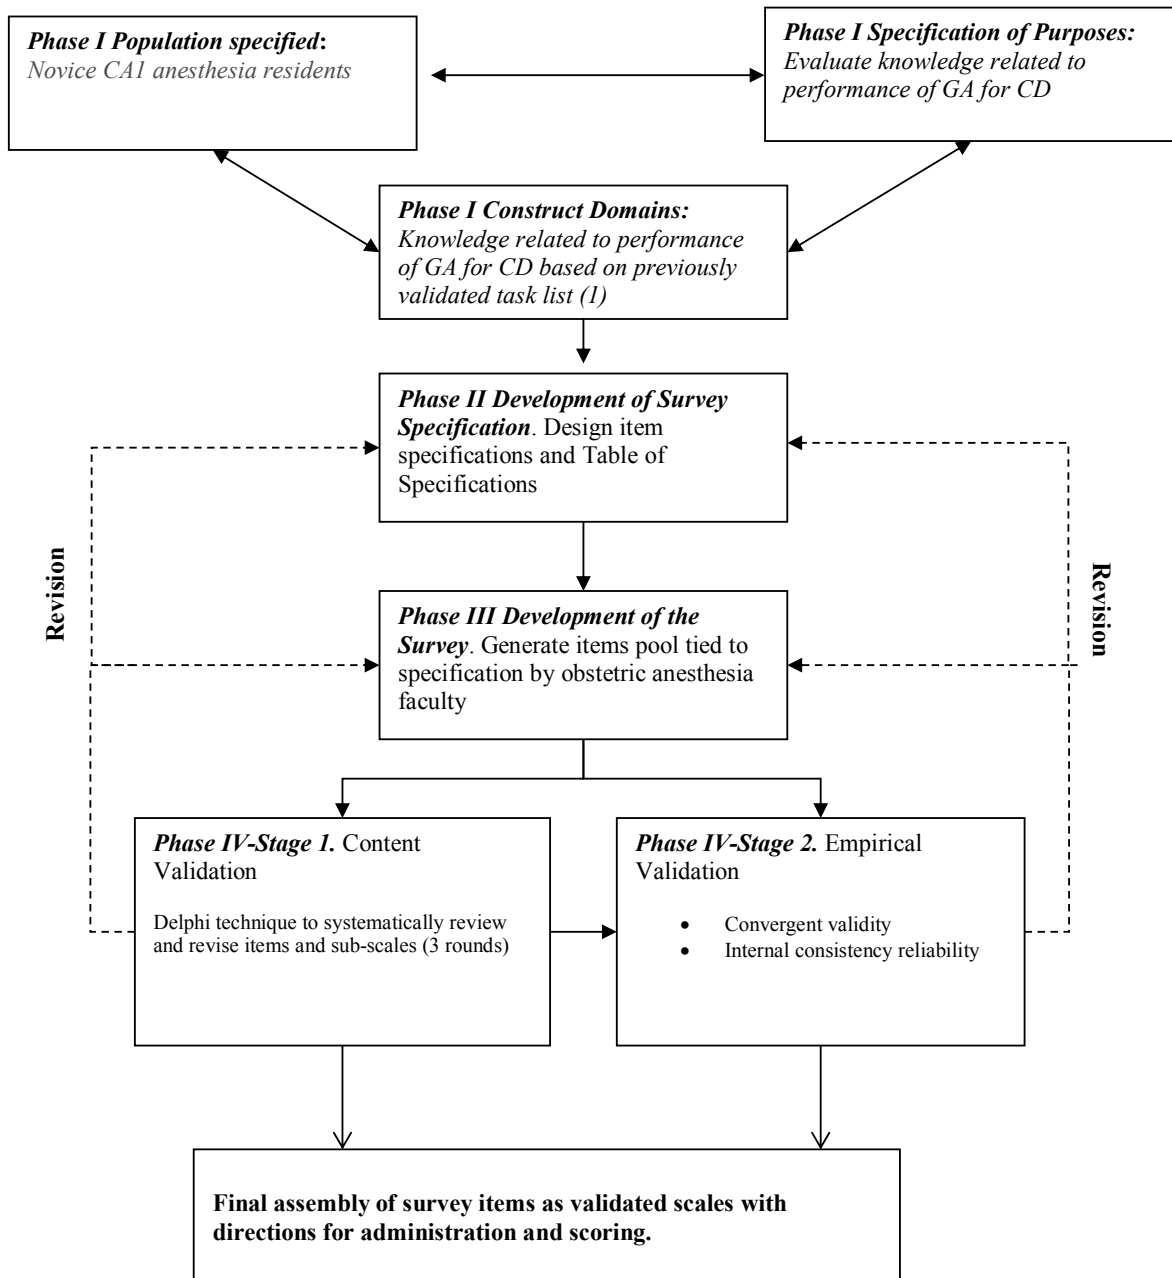 Phase I Population specified:
Novice CA1 anesthesia residents
Phase I Specification of Purposes:
Evaluate knowledge related to
performance of GA for CD
Phase I Construct Domains:
Knowledge related to performance
of GA for CD based on previously
validated task list (1)
Phase II Development of Survey
Specification. Design item
specifications and Table of
Specifications
Revision
Revision
Phase III Development of the
Survey. Generate items pool tied to
specification by obstetric anesthesia
faculty
Phase IV-Stage 1. Content
Validation
Delphi technique to systematically review
and revise items and sub-scales (3 rounds)
Phase IV-Stage 2. Empirical
Validation
• Convergent validity
• Internal consistency reliability
Final assembly of survey items as validated scales with
directions for administration and scoring.